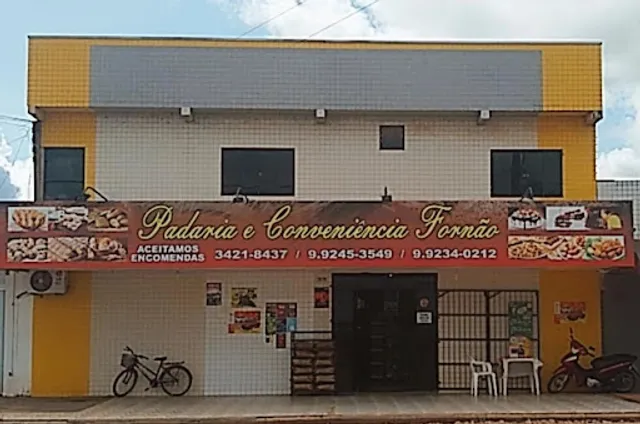 Padaria e Conveniência Fornão
ACEITAMOS
ENCOMENDAS
3421-8437 / 9.9245-3549 / 9.9234-0212